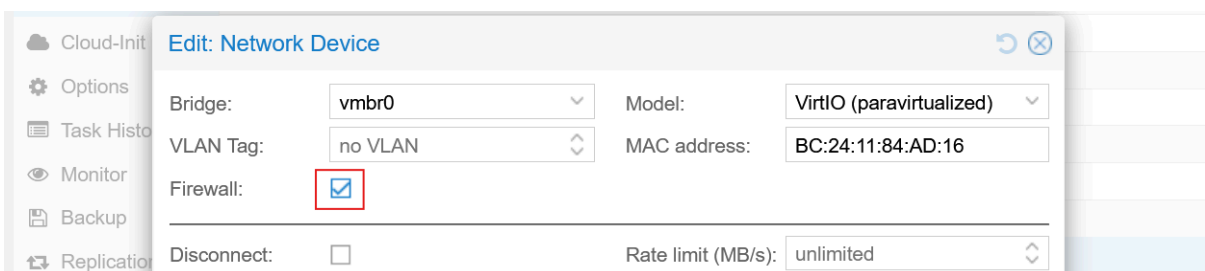 Edit: Network Device
Cloud-Init
Options
Task Histo
Monitor
Backup
Replication
Bridge: vmbr0 Model: VirtIO (paravirtualized)
VLAN Tag: no VLAN MAC address: BC:24:11:84:AD:16
Firewall:
Disconnect: Rate limit (MB/s): unlimited